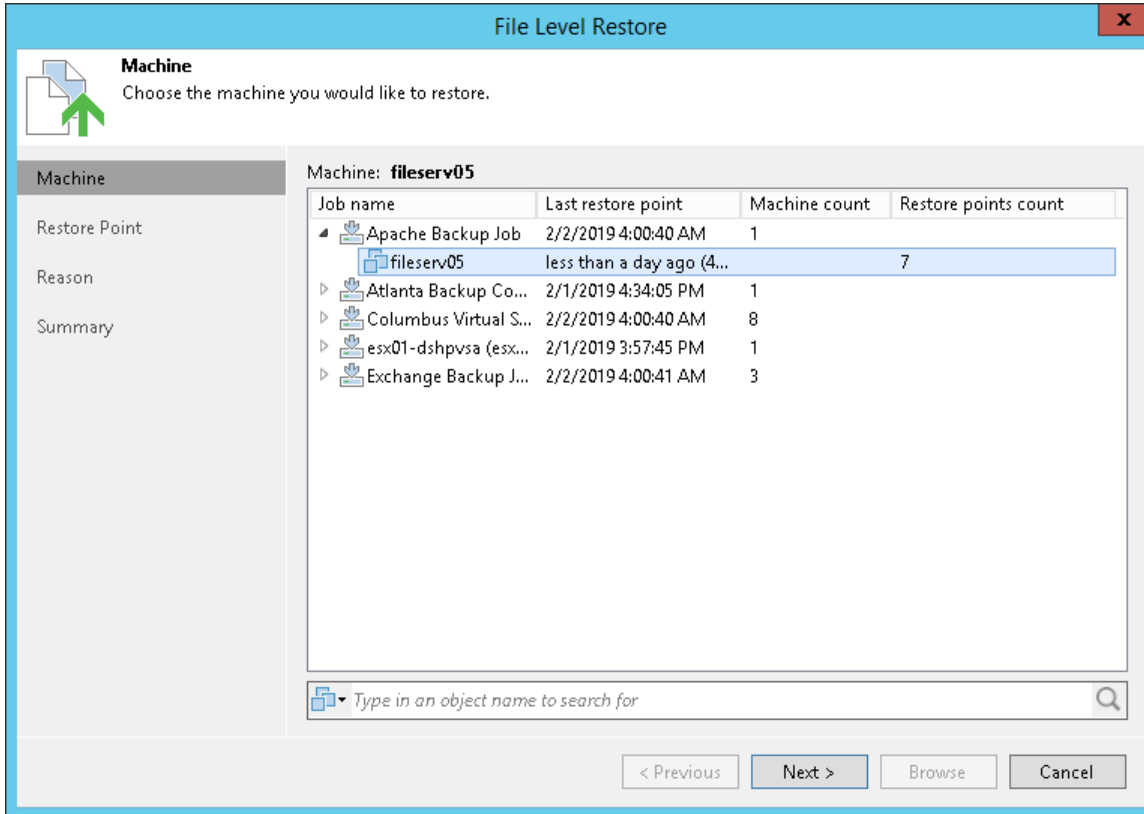 File Level Restore
x
Machine
Choose the machine you would like to restore.
Machine
Restore Point
Reason
Summary
Machine: fileserv05
Job name Last restore point Machine count Restore points count
Apache Backup Job 2/2/2019 4:00:40 AM 1
fileserv05 less than a day ago (4... 7
Atlanta Backup Co... 2/1/2019 4:34:05 PM 1
Columbus Virtual S... 2/2/2019 4:00:40 AM 8
esx01-dshpvsa (esx... 2/1/2019 3:57:45 PM 1
Exchange Backup J... 2/2/2019 4:00:41 AM 3
Type in an object name to search for
< Previous Next > Browse Cancel